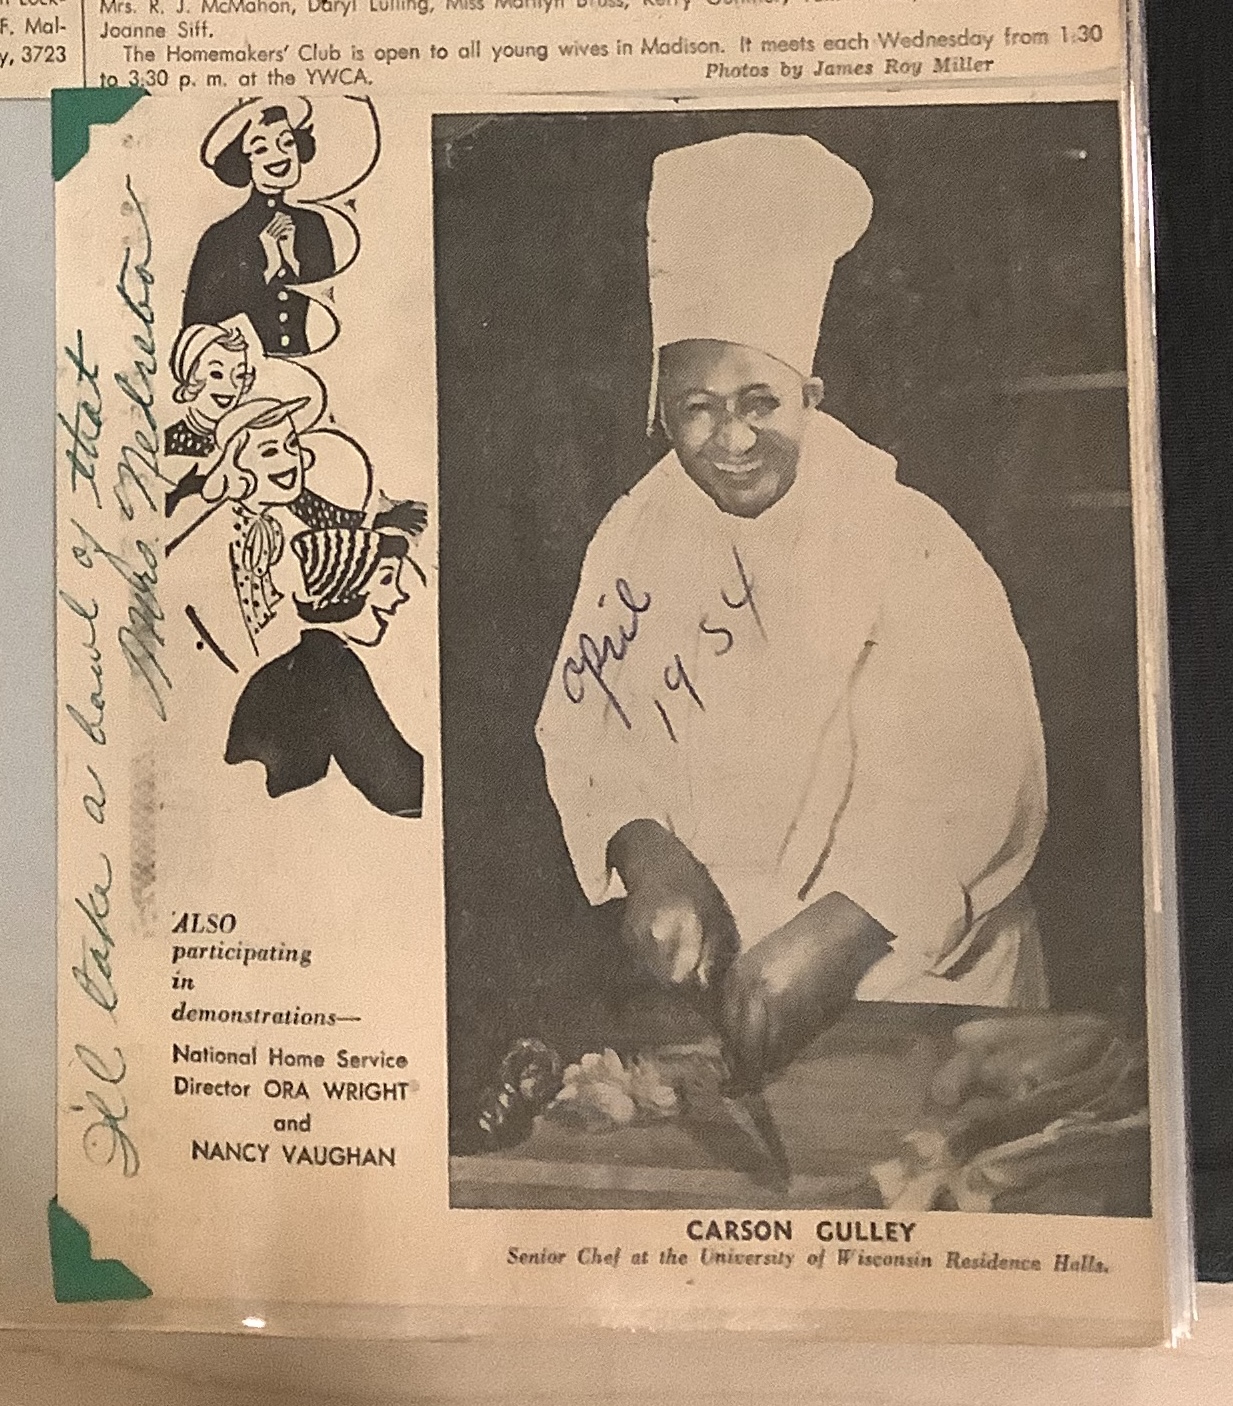 F. Mal-
y, 3723
Mrs. R. J. McMahon, Daryl Lulling, Miss Marilyn
Joanne Siff.
The Homemakers' Club is open to all young wives in Madison. It meets each Wednesday from 1:30
to 3:30 p. m. at the YWCA.
Photos by James Roy Miller
I'll take a bowl of that
Mrs.
April
1954
ALSO
participating
in
demonstrations—
National Home Service
Director ORA WRIGHT
and
NANCY VAUGHAN
CARSON GULLEY
Senior Chef at the University of Wisconsin Residence Halls.